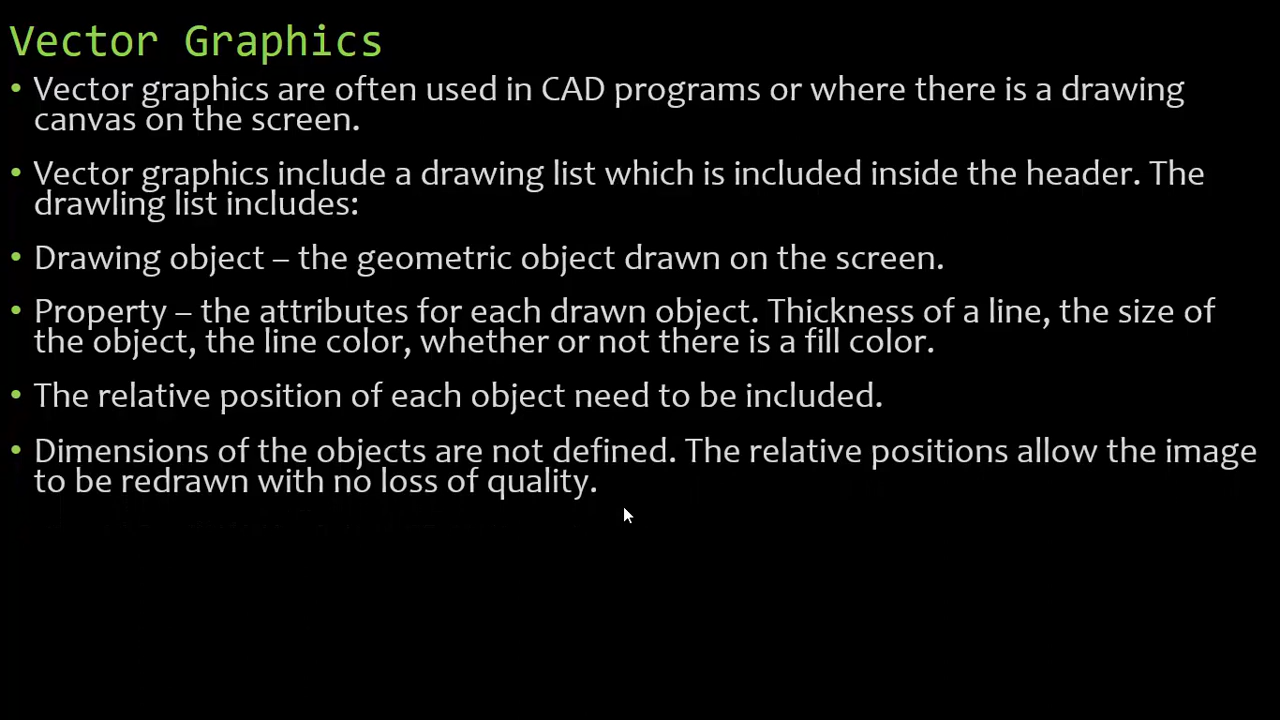 Vector Graphics
• Vector graphics are often used in CAD programs or where there is a drawing
canvas on the screen.
• Vector graphics include a drawing list which is included inside the header. The
drawling list includes:
• Drawing object – the geometric object drawn on the screen.
• Property – the attributes for each drawn object. Thickness of a line, the size of
the object, the line color, whether or not there is a fill color.
• The relative position of each object need to be included.
• Dimensions of the objects are not defined. The relative positions allow the image
to be redrawn with no loss of quality.